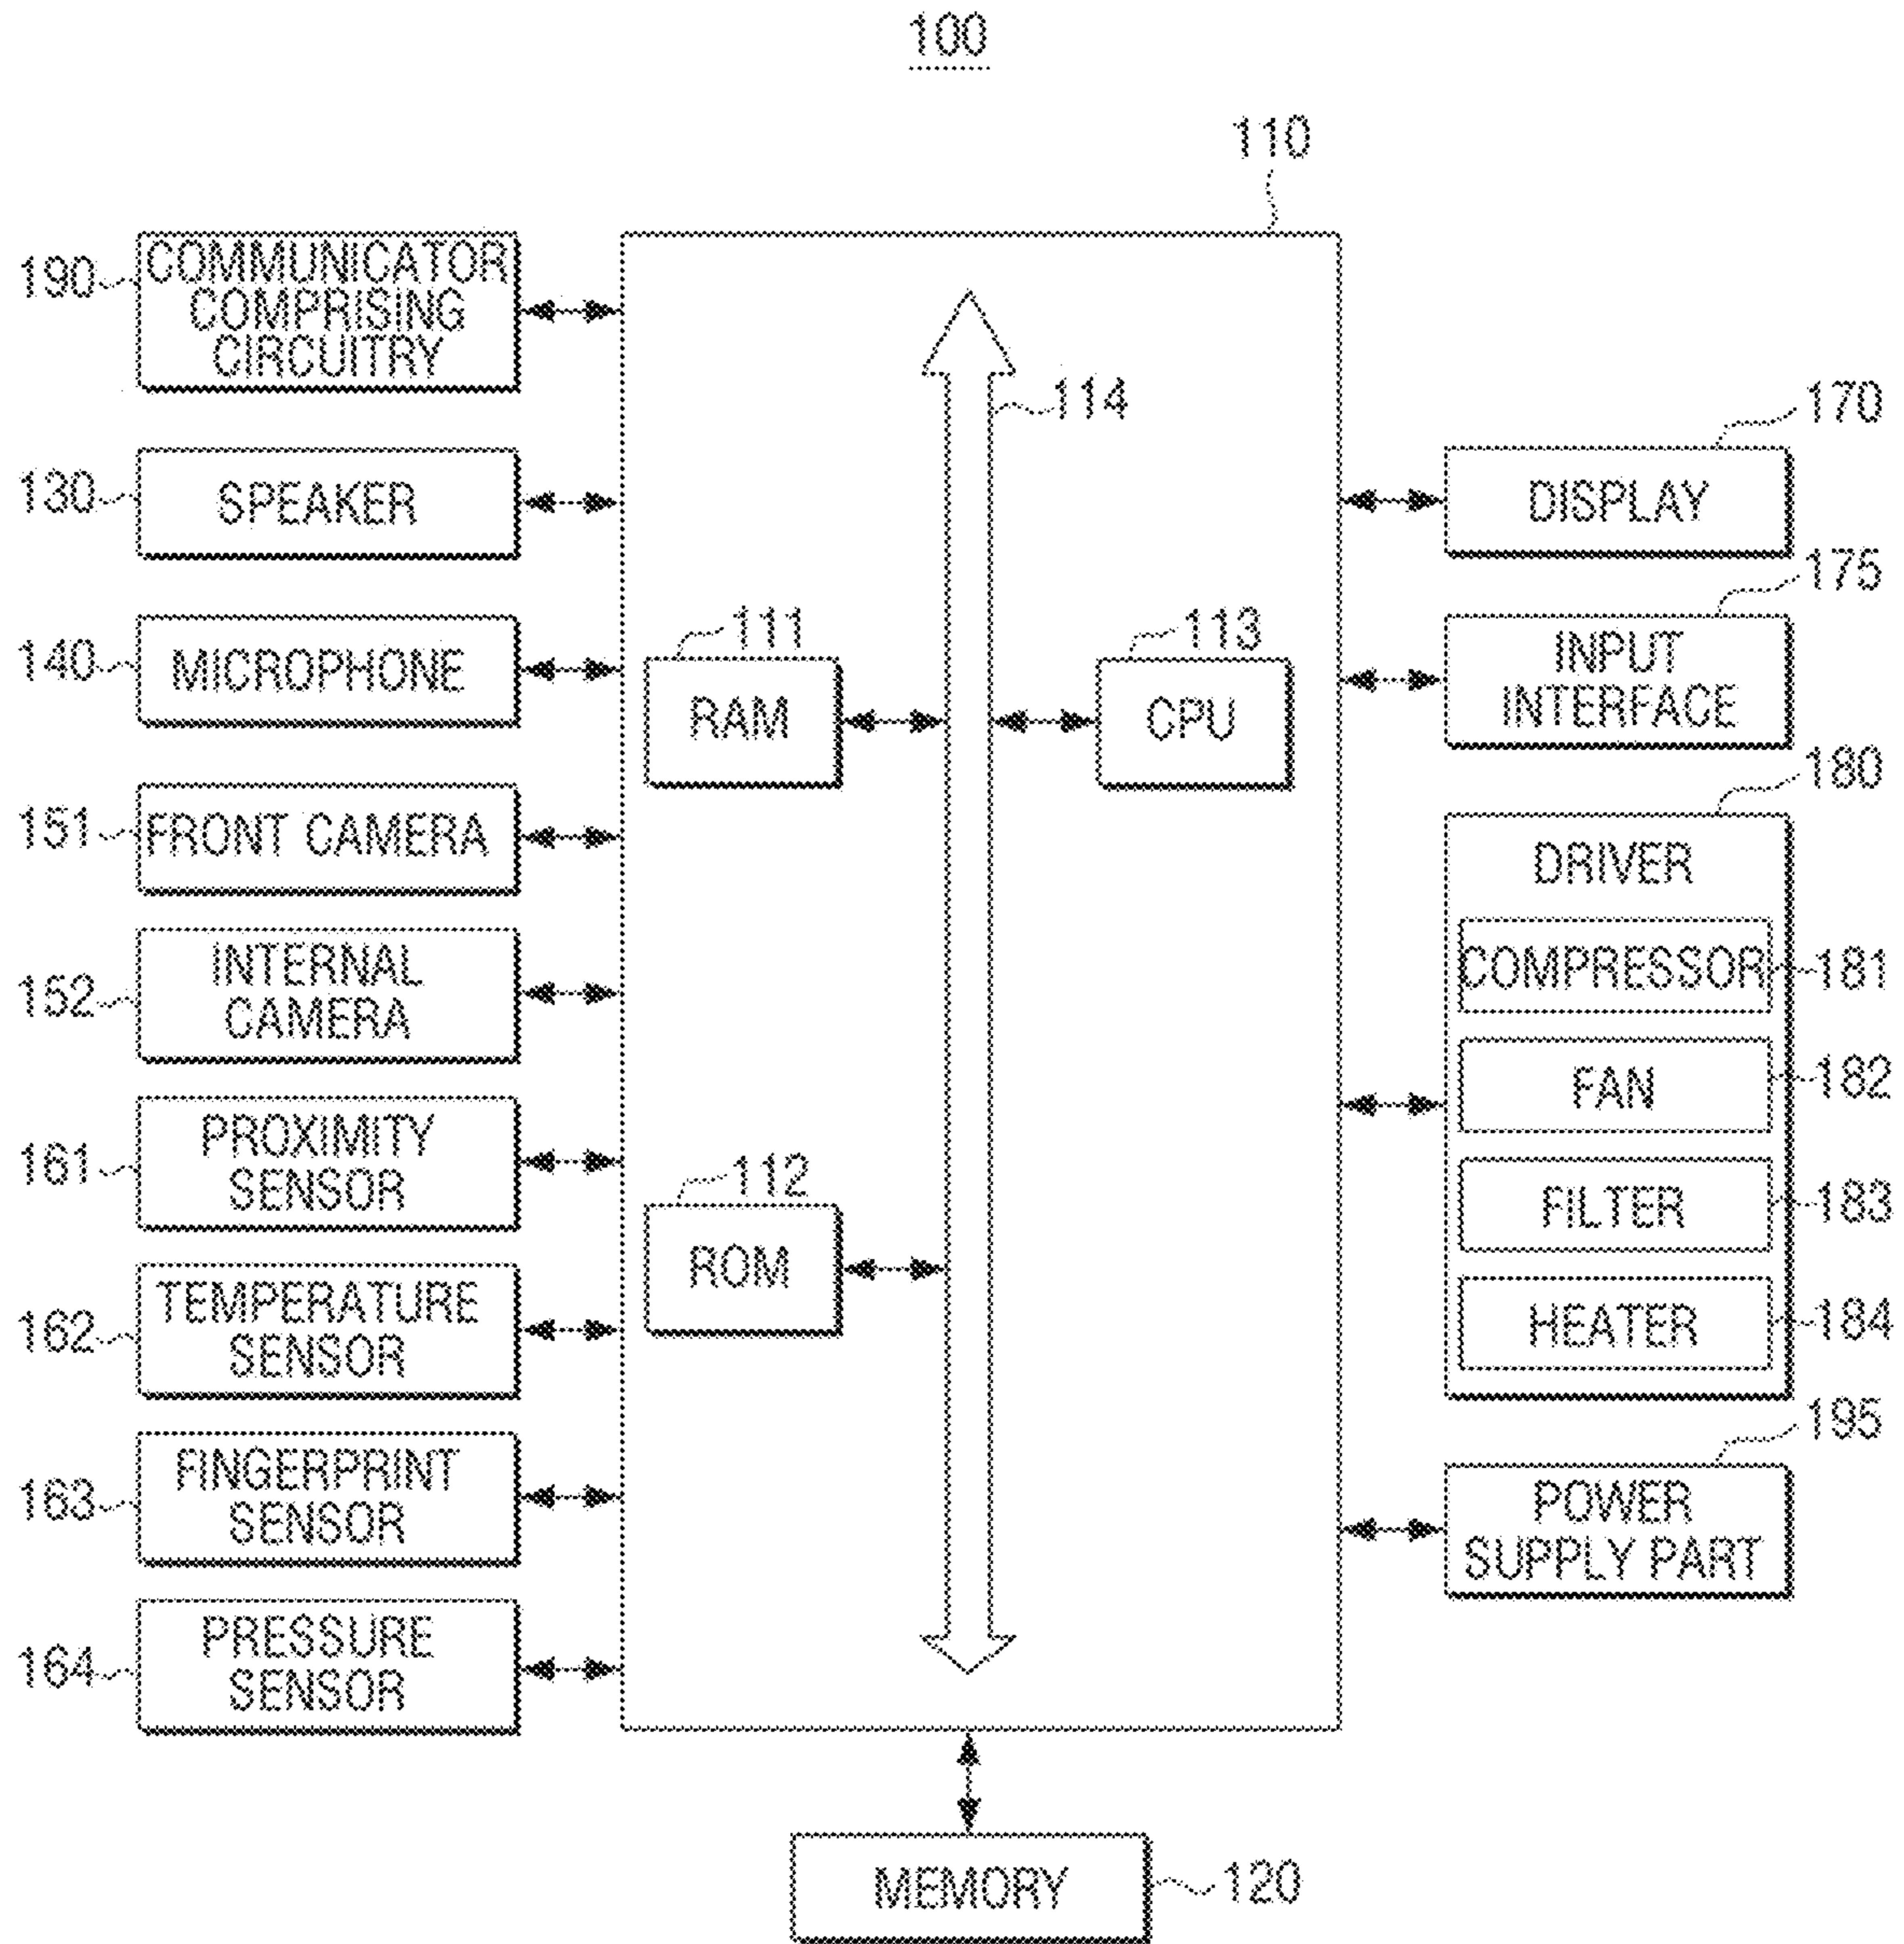 100
110
190
COMMUNICATOR
COMPRISING
CIRCUITRY
114
170
130
SPEAKER
DISPLAY
175
140
MICROPHONE
111
RAM
113
CPU
INPUT
INTERFACE
180
151
FRONT CAMERA
DRIVER
COMPRESSOR
181
152
INTERNAL
CAMERA
FAN
182
161
PROXIMITY
SENSOR
112
ROM
FILTER
183
162
TEMPERATURE
SENSOR
HEATER
184
195
163
FINGERPRINT
SENSOR
POWER
SUPPLY PART
164
PRESSURE
SENSOR
MEMORY
120